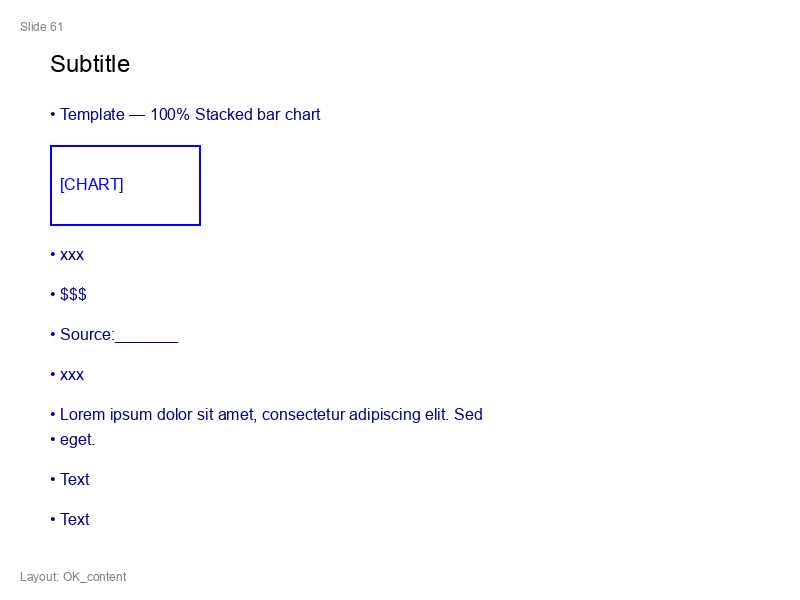 Slide 61
Subtitle
• Template — 100% Stacked bar chart
[CHART]
• xxx
• $$$
• Source:_______
• xxx
• Lorem ipsum dolor sit amet, consectetur adipiscing elit. Sed
• eget.
• Text
• Text
Layout: OK_content